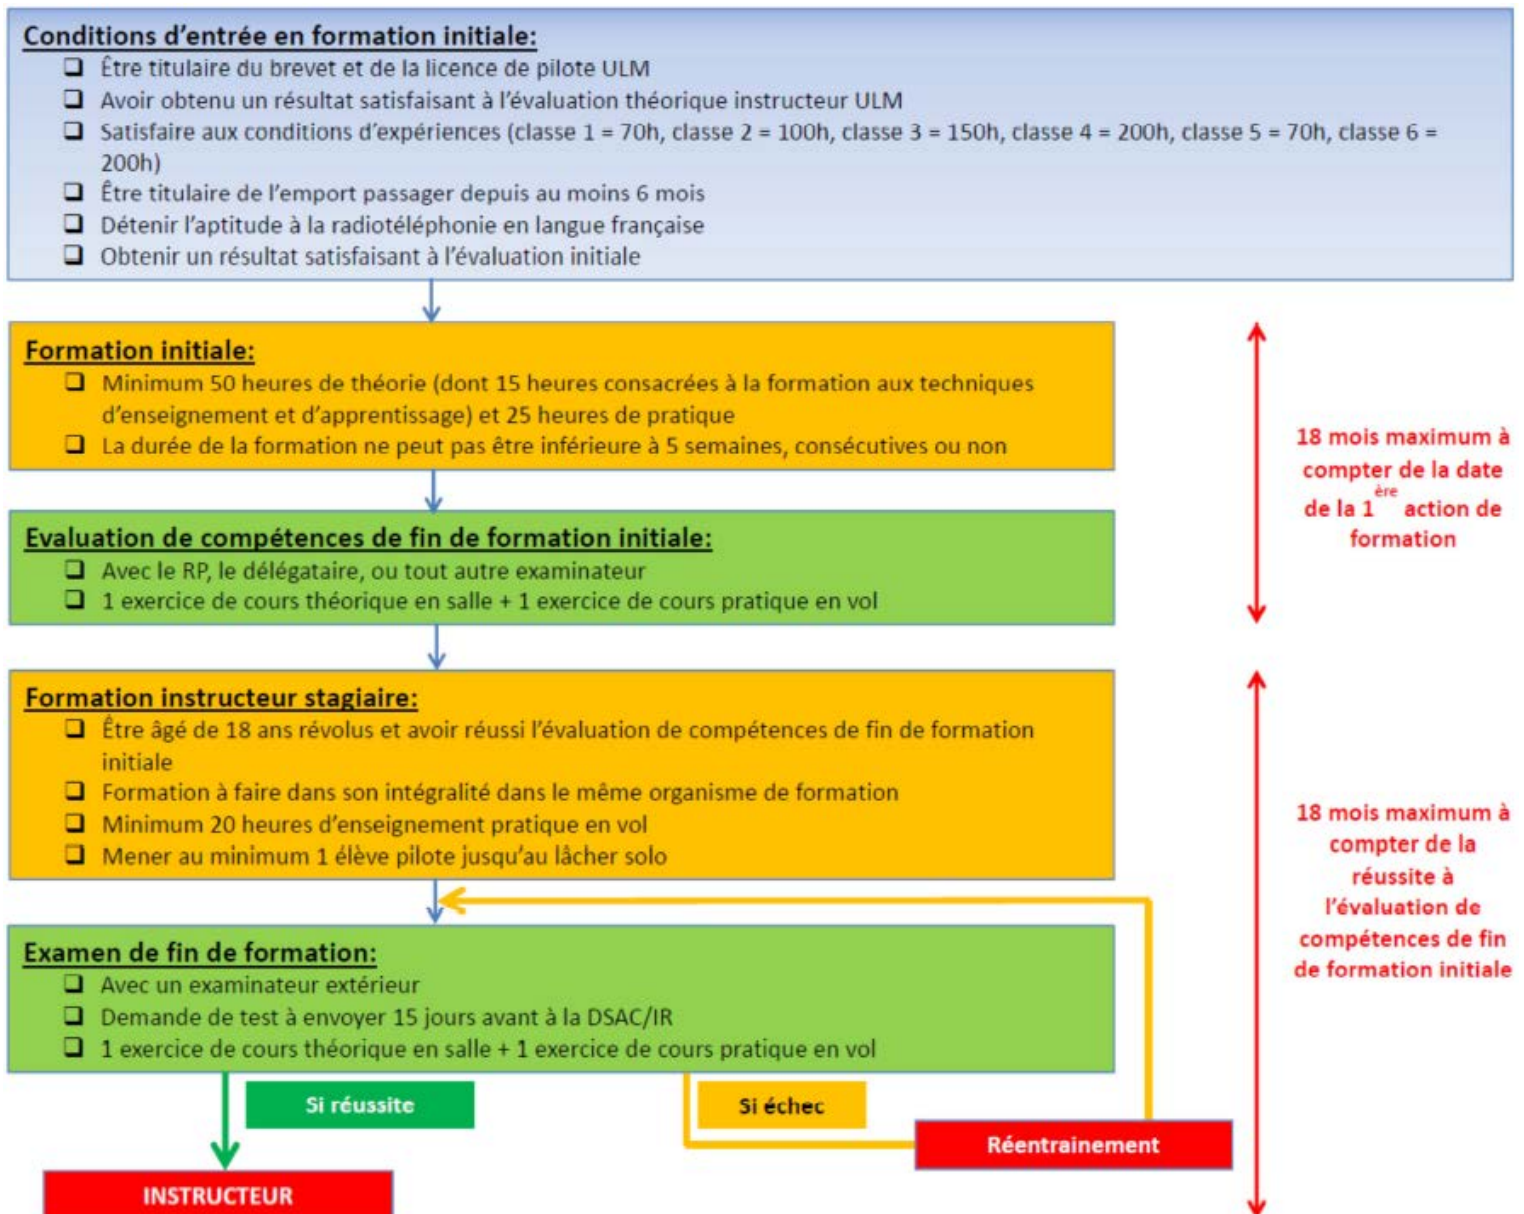 Conditions d'entrée en formation initiale:
❑ Être titulaire du brevet et de la licence de pilote ULM
❑ Avoir obtenu un résultat satisfaisant à l'évaluation théorique instructeur ULM
❑ Satisfaire aux conditions d'expériences (classe 1 = 70h, classe 2 = 100h, classe 3 = 150h, classe 4 = 200h, classe 5 = 70h, classe 6 =
200h)
❑ Être titulaire de l'emport passager depuis au moins 6 mois
❑ Détenir l'aptitude à la radiotéléphonie en langue française
❑ Obtenir un résultat satisfaisant à l'évaluation initiale
Formation initiale:
❑ Minimum 50 heures de théorie (dont 15 heures consacrées à la formation aux techniques
d'enseignement et d'apprentissage) et 25 heures de pratique
❑ La durée de la formation ne peut pas être inférieure à 5 semaines, consécutives ou non
Evaluation de compétences de fin de formation initiale:
❑ Avec le RP, le délégataire, ou tout autre examinateur
❑ 1 exercice de cours théorique en salle + 1 exercice de cours pratique en vol
18 mois maximum à
compter de la date
de la 1ère action de
formation
Formation instructeur stagiaire:
❑ Être âgé de 18 ans révolus et avoir réussi l'évaluation de compétences de fin de formation
initiale
❑ Formation à faire dans son intégralité dans le même organisme de formation
❑ Minimum 20 heures d'enseignement pratique en vol
❑ Mener au minimum 1 élève pilote jusqu'au lâcher solo
Examen de fin de formation:
❑ Avec un examinateur extérieur
❑ Demande de test à envoyer 15 jours avant à la DSAC/IR
❑ 1 exercice de cours théorique en salle + 1 exercice de cours pratique en vol
18 mois maximum à
compter de la
réussite à
l'évaluation de
compétences de fin
de formation initiale
Si réussite
Si échec
Réentrainement
INSTRUCTEUR